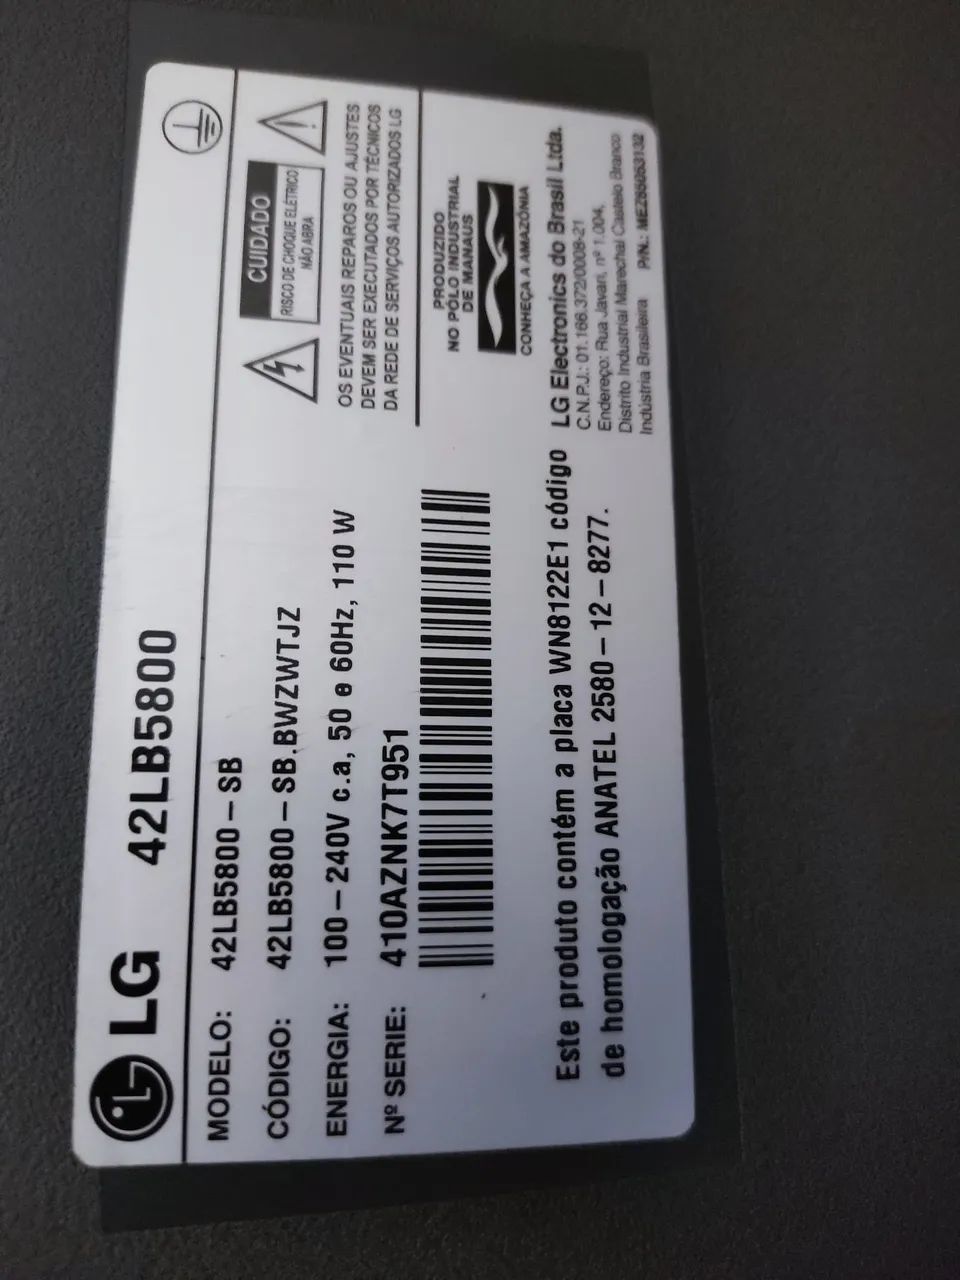 LG 42LB5800
MODELO: 42LB5800-SB
CÓDIGO: 42LB5800-SB.BWZWTJZ
ENERGIA: 100-240V c.a, 50 e 60Hz, 110 W
Nº SERIE: 410AZNK7T951
Este produto contém a placa WN8122E1 código
de homologação ANATEL 2580-12-8277.
CUIDADO
RISCO DE CHOQUE ELÉTRICO
NÃO ABRA
OS EVENTUAIS REPAROS OU AJUSTES
DEVEM SER EXECUTADOS POR TÉCNICOS
DA REDE DE SERVIÇOS AUTORIZADOS LG
PRODUZIDO
NO PÓLO INDUSTRIAL
DE MANAUS
CONHEÇA A AMAZÔNIA
LG Electronics do Brasil Ltda.
C.N.P.J.: 01.166.372/0008-21
Endereço: Rua Javari, nº 1.004,
Distrito Industrial Marechal Castelo Branco
Indústria Brasileira P/N.: